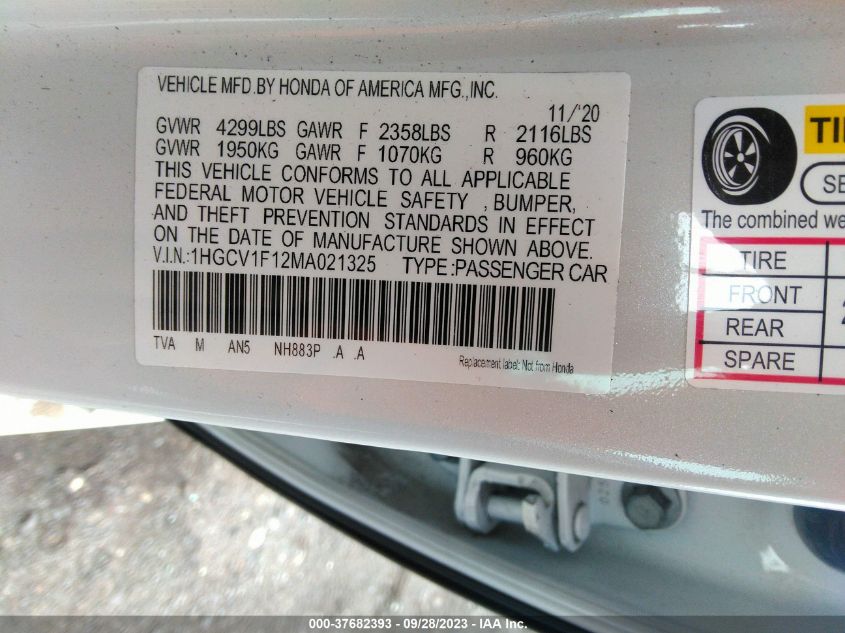 VEHICLE MFD.BY HONDA OF AMERICA MFG.,INC.
11/'20
GVWR 4299LBS GAWR F 2358LBS R 2116LBS
GVWR 1950KG GAWR F 1070KG R 960KG
THIS VEHICLE CONFORMS TO ALL APPLICABLE
FEDERAL MOTOR VEHICLE SAFETY , BUMPER,
AND THEFT PREVENTION STANDARDS IN EFFECT
ON THE DATE OF MANUFACTURE SHOWN ABOVE.
V.I.N.:1HGCV1F12MA021325 TYPE:PASSENGER CAR
TVA M AN5 NH883P .A .A
Replacement label: Not from Honda
The combined
TIRE
FRONT
REAR
SPARE
000-37682393 / 09/28/2023 - IAA Inc.